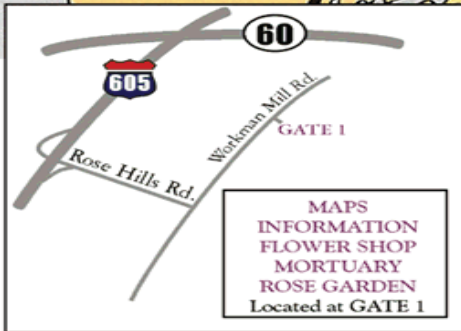 60
605
Workman Mill Rd.
GATE 1
Rose Hills Rd.
MAPS
INFORMATION
FLOWER SHOP
MORTUARY
ROSE GARDEN
Located at GATE 1